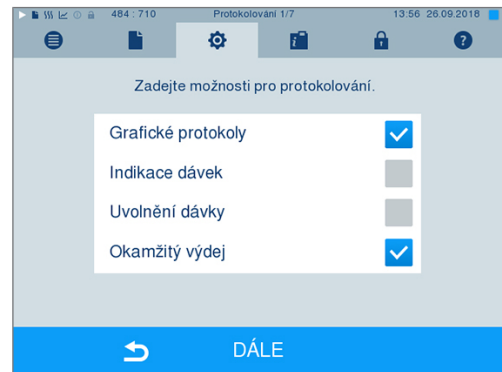 484 : 710 Protokolování 1/7 13:56 26.09.2018
Zadejte možnosti pro protokolování.
Grafické protokoly
Indikace dávek
Uvolnění dávky
Okamžitý výdej
DÁLE